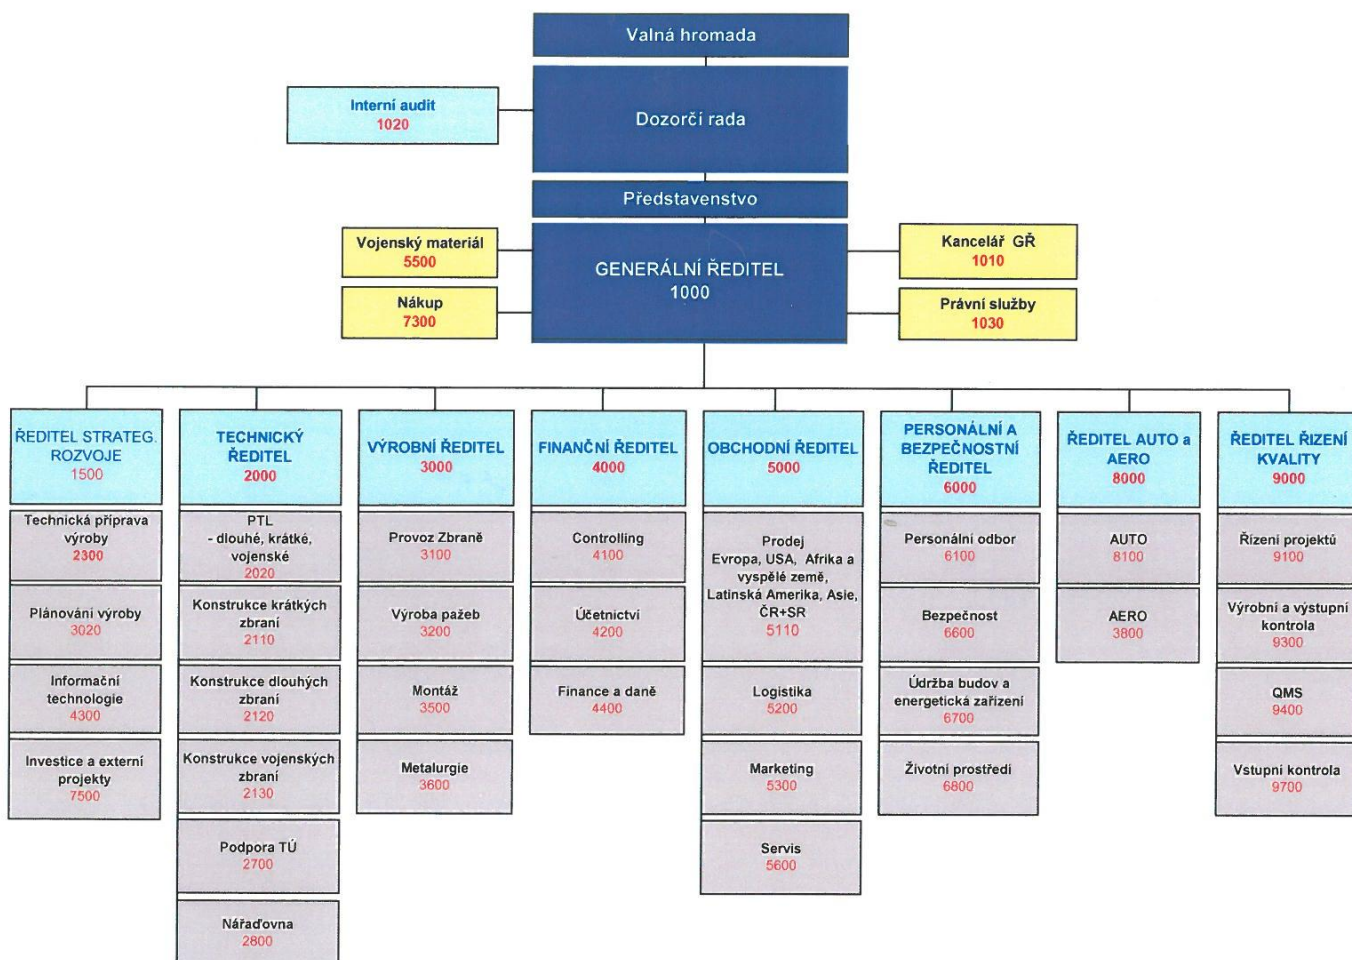 Valná hromada
Interní audit
1020
Dozorčí rada
Představenstvo
Vojenský materiál
5500
Nákup
7300
GENERÁLNÍ ŘEDITEL
1000
Kancelář GŘ
1010
Právní služby
1030
ŘEDITEL STRATEG.
ROZVOJE
1500
Technická příprava
výroby
2300
Plánování výroby
3020
Informační
technologie
4300
Investice a externí
projekty
7500
TECHNICKÝ
ŘEDITEL
2000
PTL
- dlouhé, krátké,
vojenské
2020
Konstrukce krátkých
zbraní
2110
Konstrukce dlouhých
zbraní
2120
Konstrukce vojenských
zbraní
2130
Podpora TÚ
2700
Nářaďovna
2800
VÝROBNÍ ŘEDITEL
3000
Provoz Zbraně
3100
Výroba pažeb
3200
Montáž
3500
Metalurgie
3600
FINANČNÍ ŘEDITEL
4000
Controlling
4100
Účetnictví
4200
Finance a daně
4400
OBCHODNÍ ŘEDITEL
5000
Prodej
Evropa, USA, Afrika a
vyspělé země,
Latinská Amerika, Asie,
ČR+SR
5110
Logistika
5200
Marketing
5300
Servis
5600
PERSONÁLNÍ A
BEZPEČNOSTNÍ
ŘEDITEL
6000
Personální odbor
6100
Bezpečnost
6600
Údržba budov a
energetická zařízení
6700
Životní prostředí
6800
ŘEDITEL AUTO a
AERO
8000
AUTO
8100
AERO
3800
ŘEDITEL ŘIZENÍ
KVALITY
9000
Řízení projektů
9100
Výrobní a výstupní
kontrola
9300
QMS
9400
Vstupní kontrola
9700